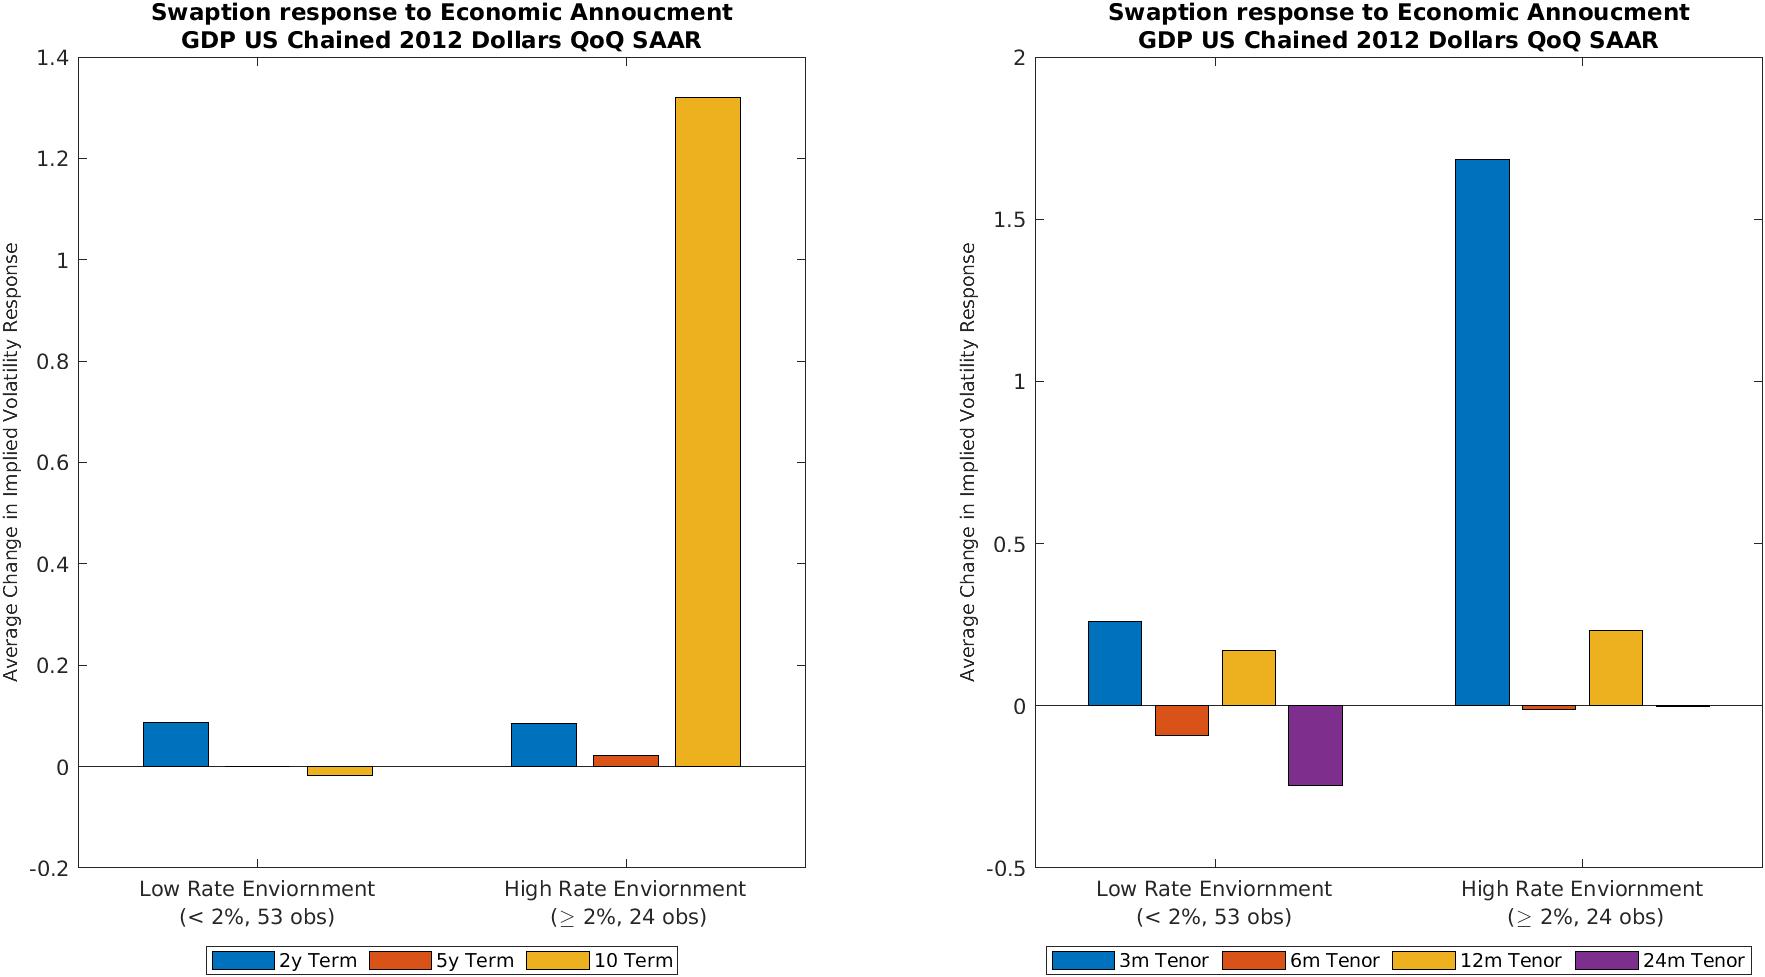 Swaption response to Economic Annoucment
GDP US Chained 2012 Dollars QoQ SAAR
1.4
1.2
1
0.8
0.6
0.4
0.2
0
-0.2
Average Change in Implied Volatility Response
Low Rate Enviornment
(< 2%, 53 obs)
High Rate Enviornment
(≥ 2%, 24 obs)
2y Term 5y Term 10 Term
Swaption response to Economic Annoucment
GDP US Chained 2012 Dollars QoQ SAAR
2
1.5
1
0.5
0
-0.5
Average Change in Implied Volatility Response
Low Rate Enviornment
(< 2%, 53 obs)
High Rate Enviornment
(≥ 2%, 24 obs)
3m Tenor 6m Tenor 12m Tenor 24m Tenor